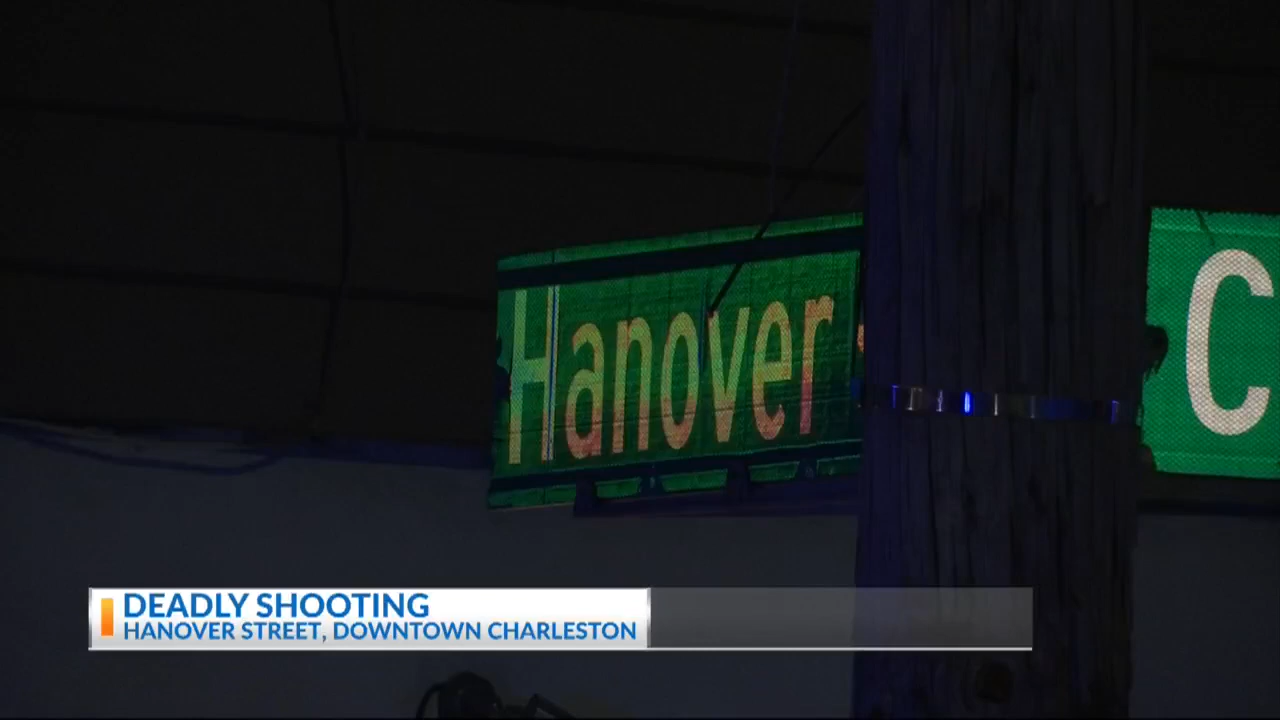 Hanover
C
DEADLY SHOOTING
HANOVER STREET, DOWNTOWN CHARLESTON